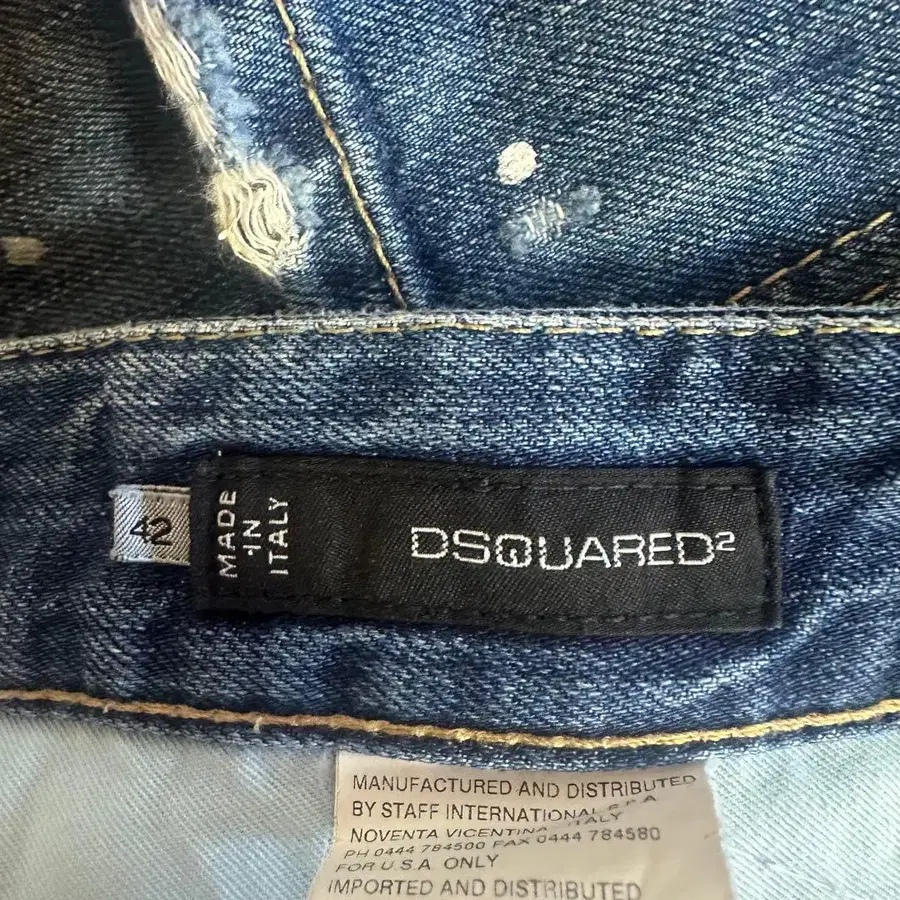 42
MADE
IN
ITALY
DSQUARED2
MANUFACTURED AND DISTRIBUTED
BY STAFF INTERNATIONAL S.P.A
NOVENTA VICENTINA ITALY
PH 0444 784500 FAX 0444 784580
FOR U.S.A. ONLY
IMPORTED AND DISTRIBUTED